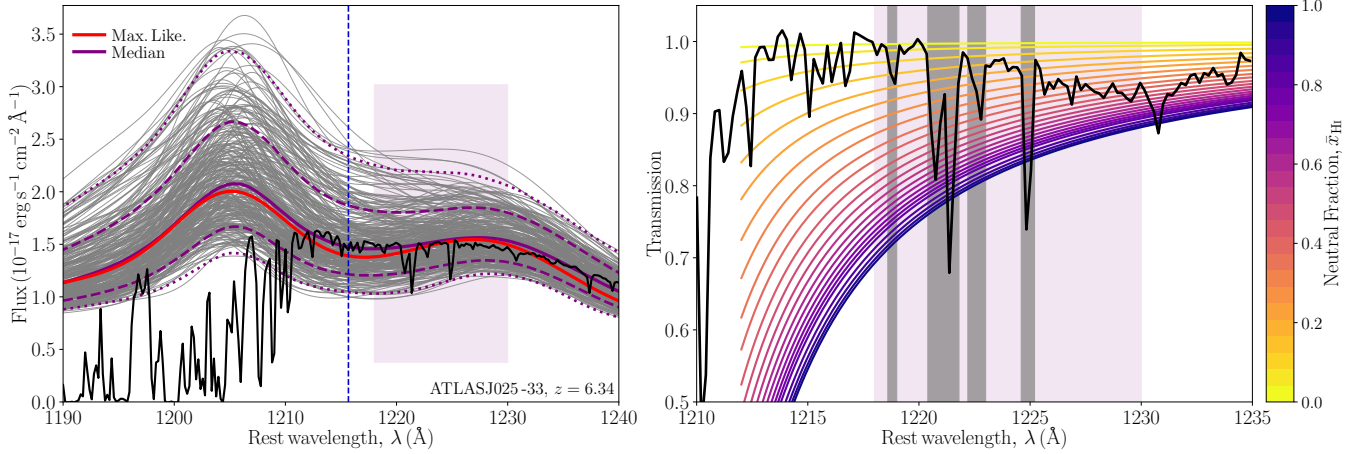 Max. Like.
Median
3.5
3.0
2.5
2.0
1.5
1.0
0.5
0.0
Flux (10⁻¹⁷ erg s⁻¹ cm⁻² Å⁻¹)
ATLASJ025-33, z = 6.34
1190 1200 1210 1220 1230 1240
Rest wavelength, λ (Å)
1.0
0.9
0.8
0.7
0.6
0.5
Transmission
1210 1215 1220 1225 1230 1235
Rest wavelength, λ (Å)
1.0
0.8
0.6
0.4
0.2
0.0
Neutral Fraction, x̄_HI